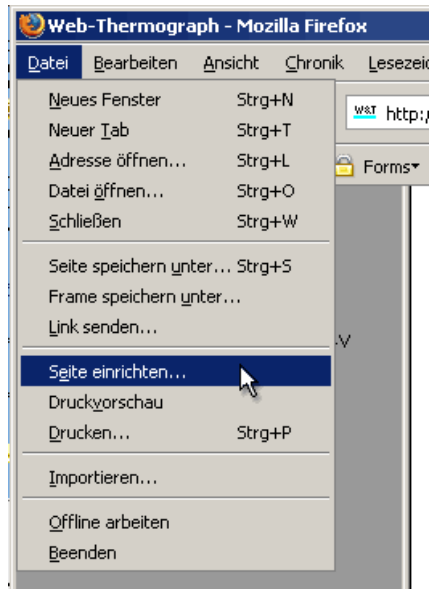 Web-Thermograph - Mozilla Firefox
Datei Bearbeiten Ansicht Chronik Lesezeic
Neues Fenster Strg+N
W&T http:/
Neuer Tab Strg+T
Adresse öffnen... Strg+L
Forms
Datei öffnen... Strg+O
Schließen Strg+W
Seite speichern unter... Strg+S
Frame speichern unter...
Link senden...
-V
Seite einrichten...
Druckvorschau
Drucken... Strg+P
Importieren...
Offline arbeiten
Beenden